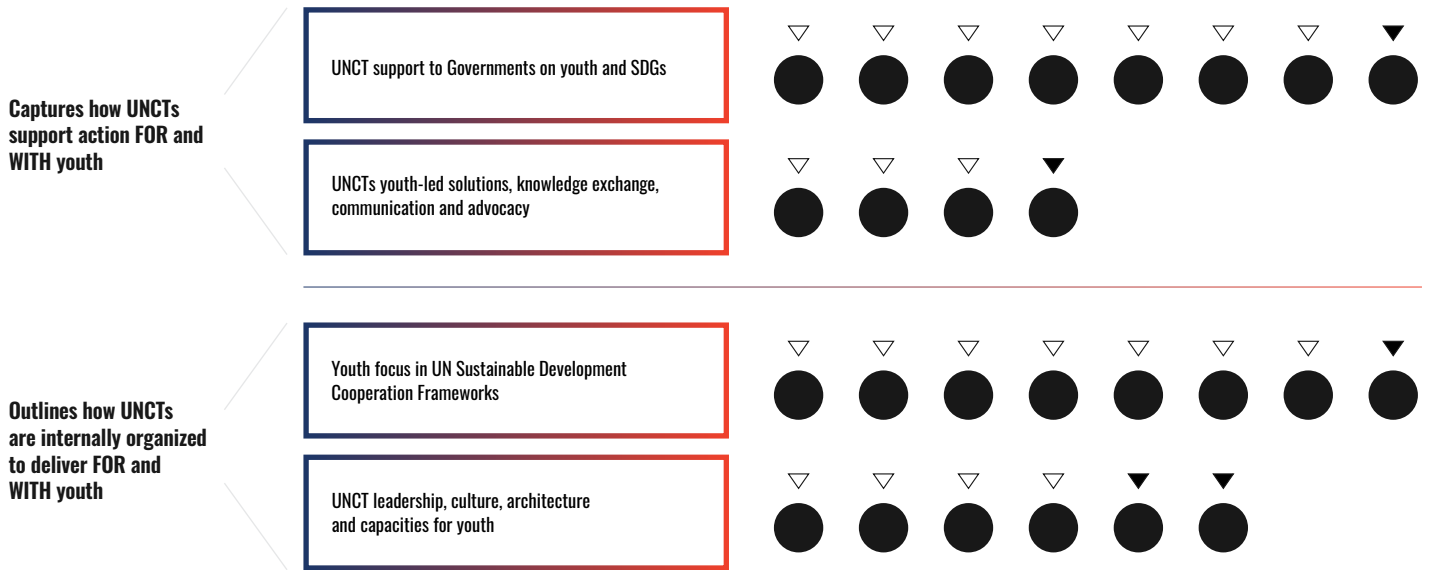 Captures how UNCTs
support action FOR and
WITH youth
UNCT support to Governments on youth and SDGs
UNCTs youth-led solutions, knowledge exchange,
communication and advocacy
Outlines how UNCTs
are internally organized
to deliver FOR and
WITH youth
Youth focus in UN Sustainable Development
Cooperation Frameworks
UNCT leadership, culture, architecture
and capacities for youth